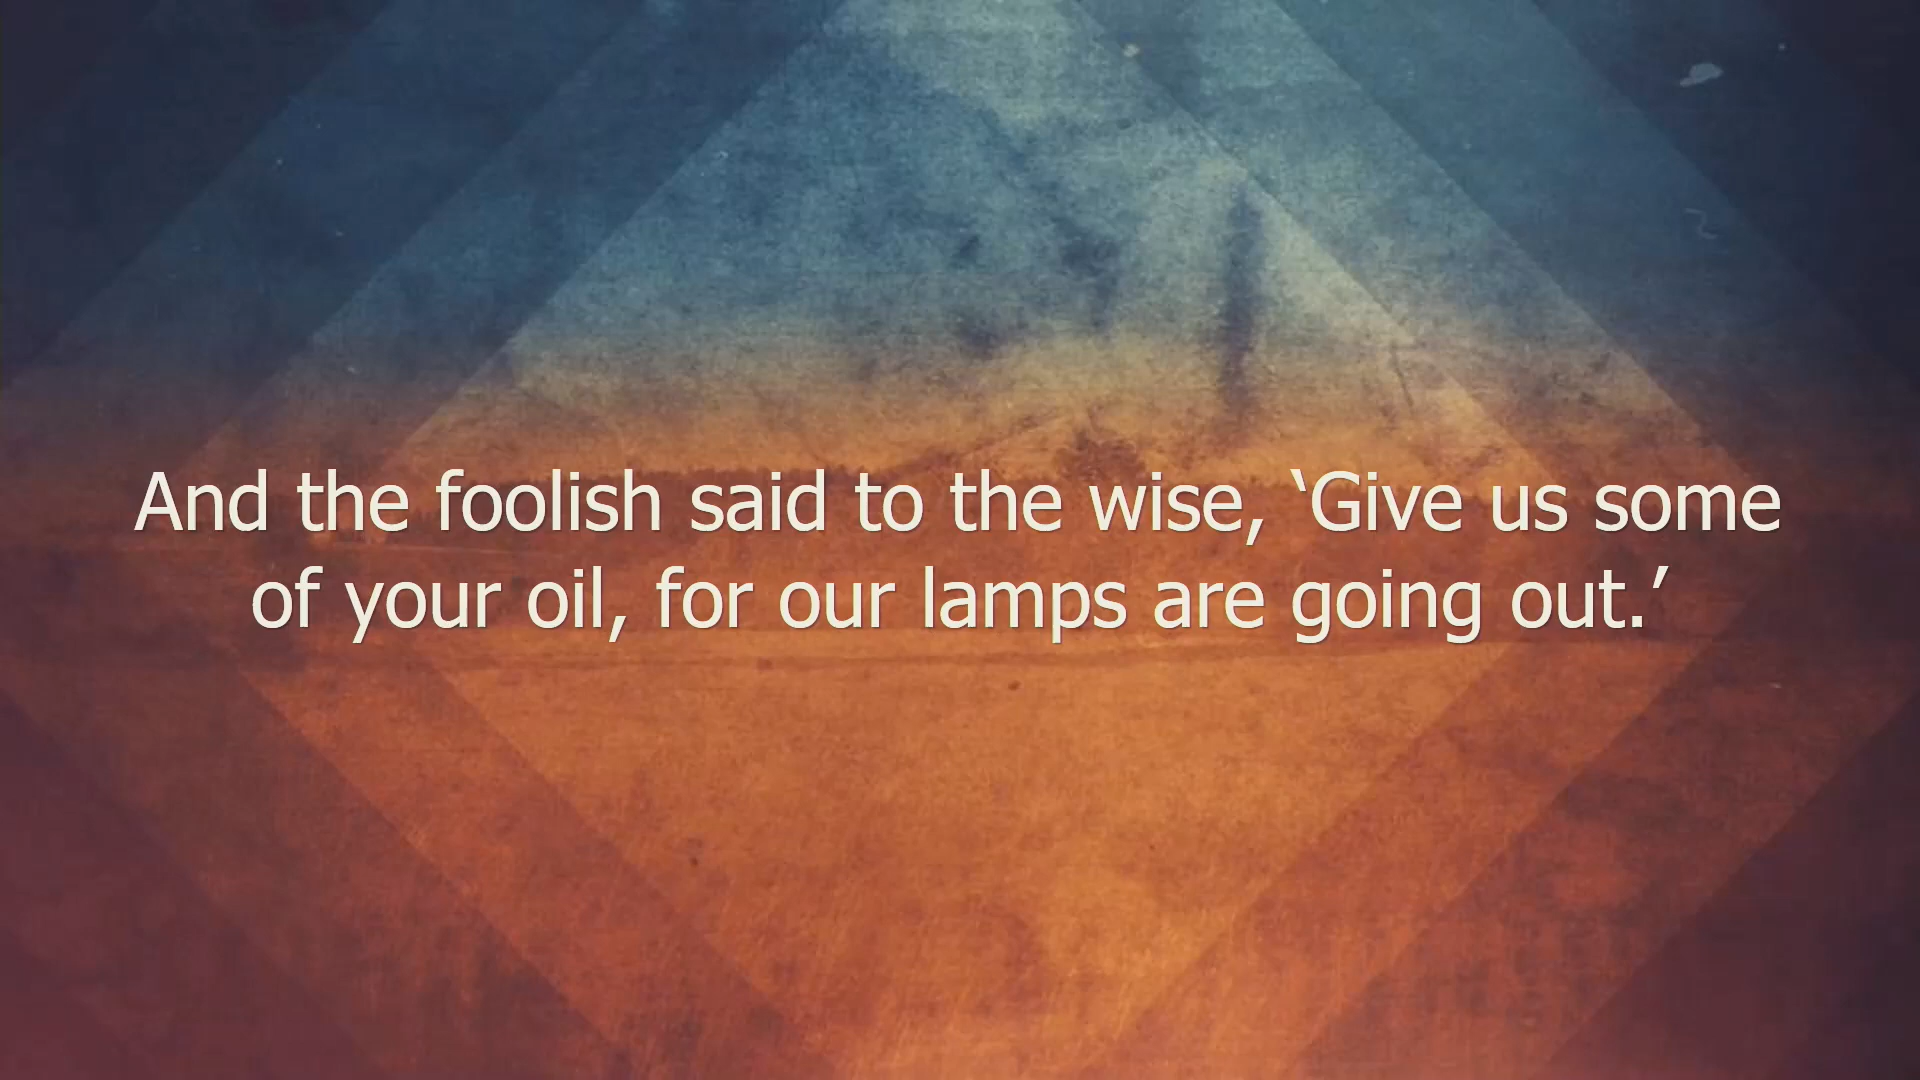 And the foolish said to the wise, ‘Give us some
of your oil, for our lamps are going out.’